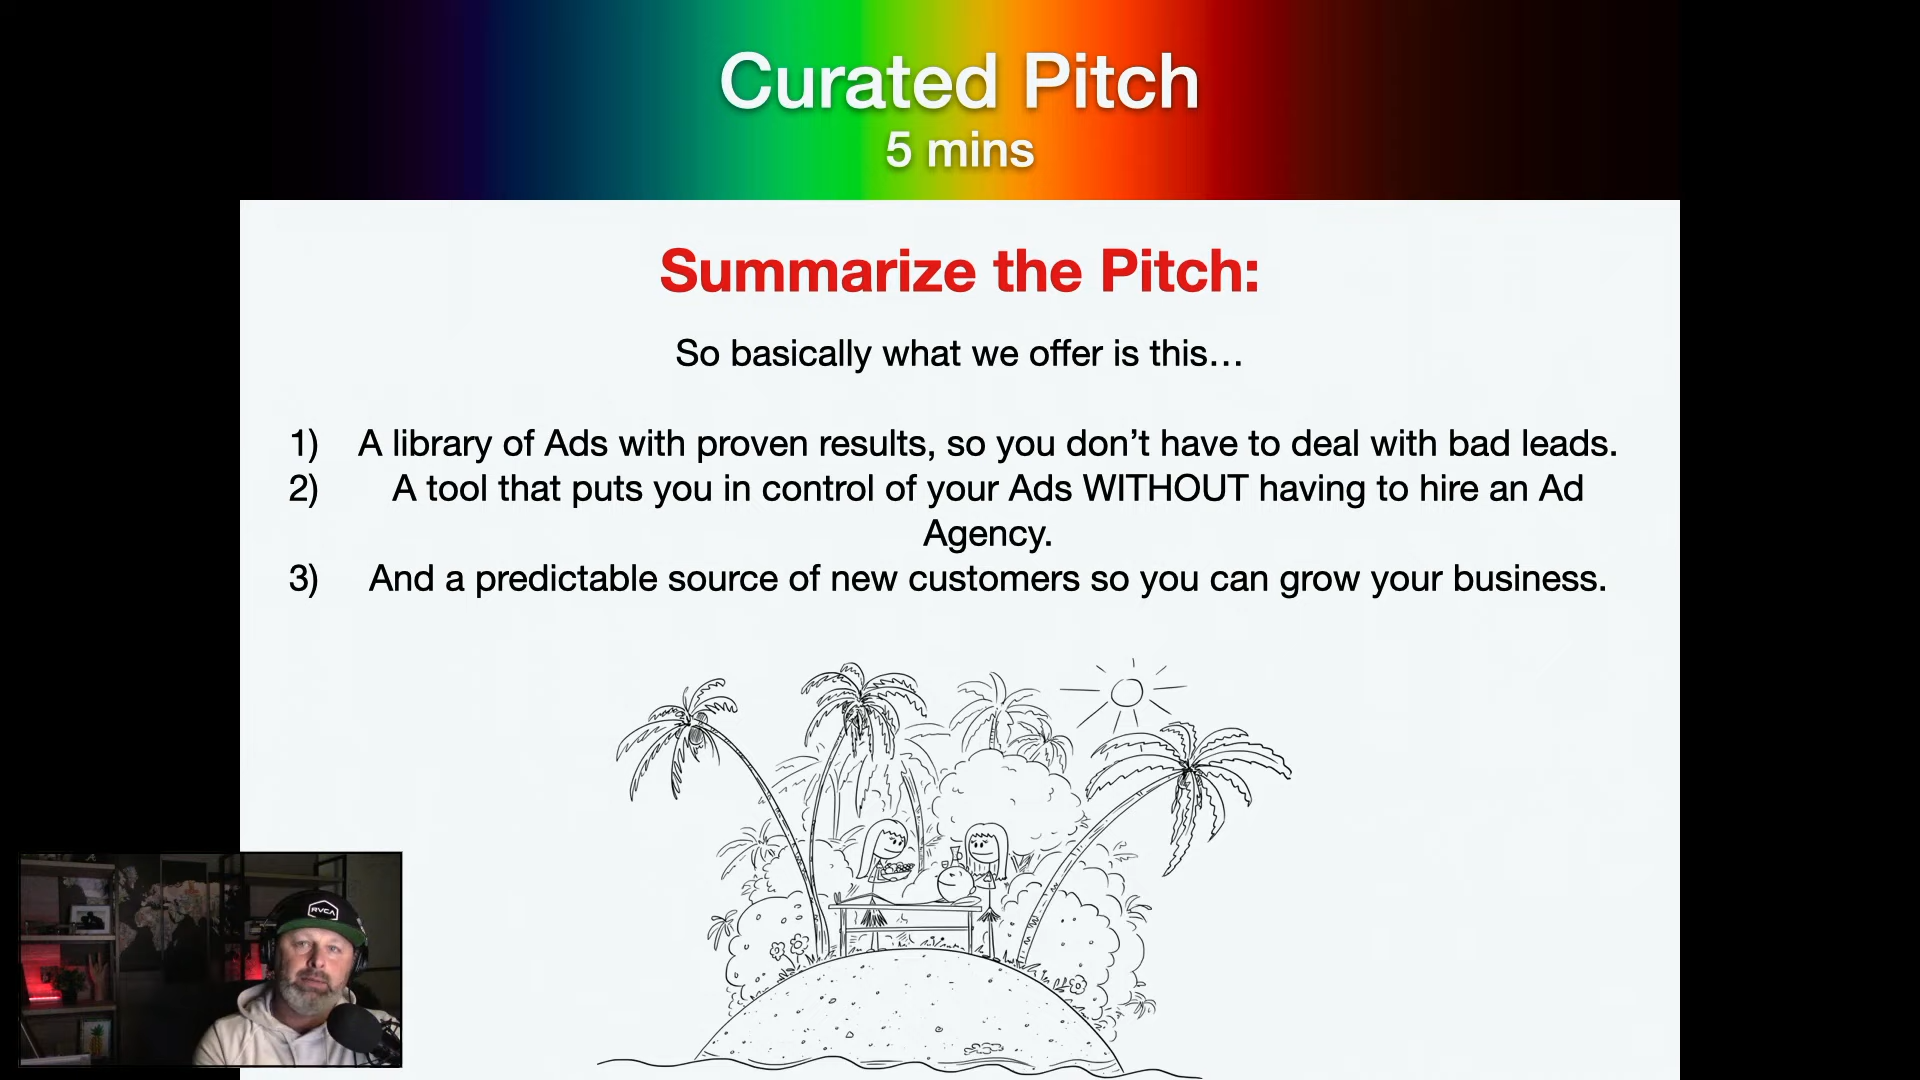 Curated Pitch
5 mins
Summarize the Pitch:
So basically what we offer is this…
1) A library of Ads with proven results, so you don’t have to deal with bad leads.
2) A tool that puts you in control of your Ads WITHOUT having to hire an Ad
Agency.
3) And a predictable source of new customers so you can grow your business.
RVCA